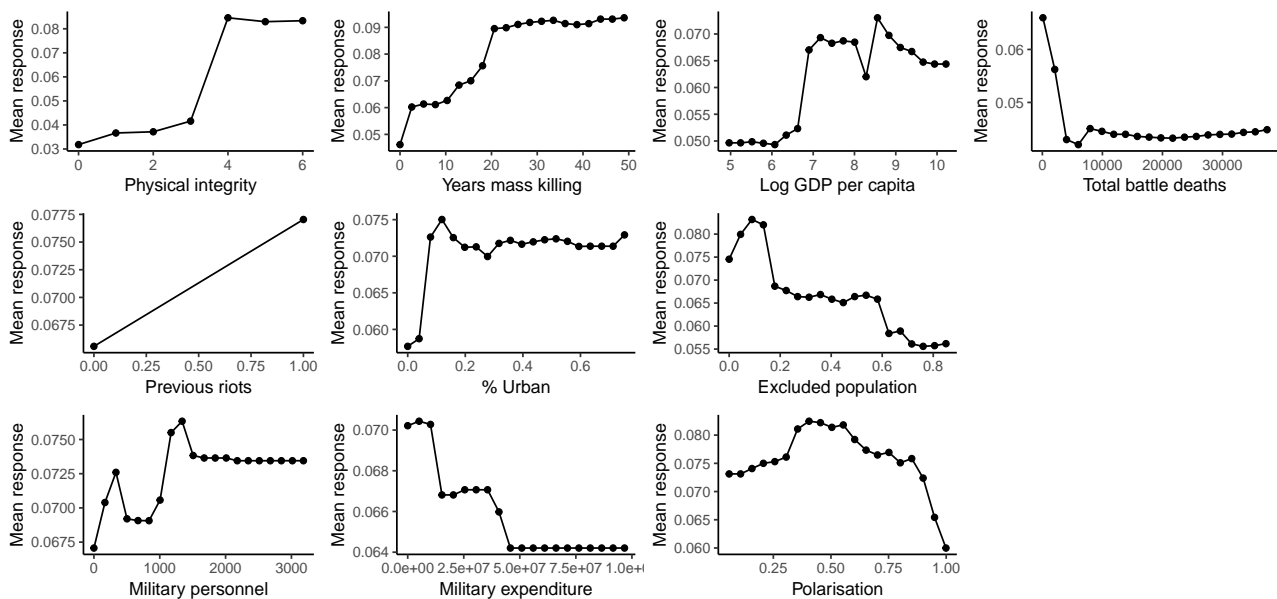 Mean response
0.08
0.07
0.06
0.05
0.04
0.03
0 2 4 6
Physical integrity
Mean response
0.09
0.08
0.07
0.06
0.05
0 10 20 30 40 50
Years mass killing
Mean response
0.070
0.065
0.060
0.055
0.050
5 6 7 8 9 10
Log GDP per capita
Mean response
0.06
0.05
0 10000 20000 30000
Total battle deaths
Mean response
0.0775
0.0750
0.0725
0.0700
0.0675
0.00 0.25 0.50 0.75 1.00
Previous riots
Mean response
0.075
0.070
0.065
0.060
0.0 0.2 0.4 0.6
% Urban
Mean response
0.080
0.075
0.070
0.065
0.060
0.055
0.0 0.2 0.4 0.6 0.8
Excluded population
Mean response
0.0750
0.0725
0.0700
0.0675
0 1000 2000 3000
Military personnel
Mean response
0.070
0.068
0.066
0.064
0.0e+00 2.5e+07 5.0e+07 7.5e+07 1.0e+
Military expenditure
Mean response
0.080
0.075
0.070
0.065
0.060
0.25 0.50 0.75 1.00
Polarisation